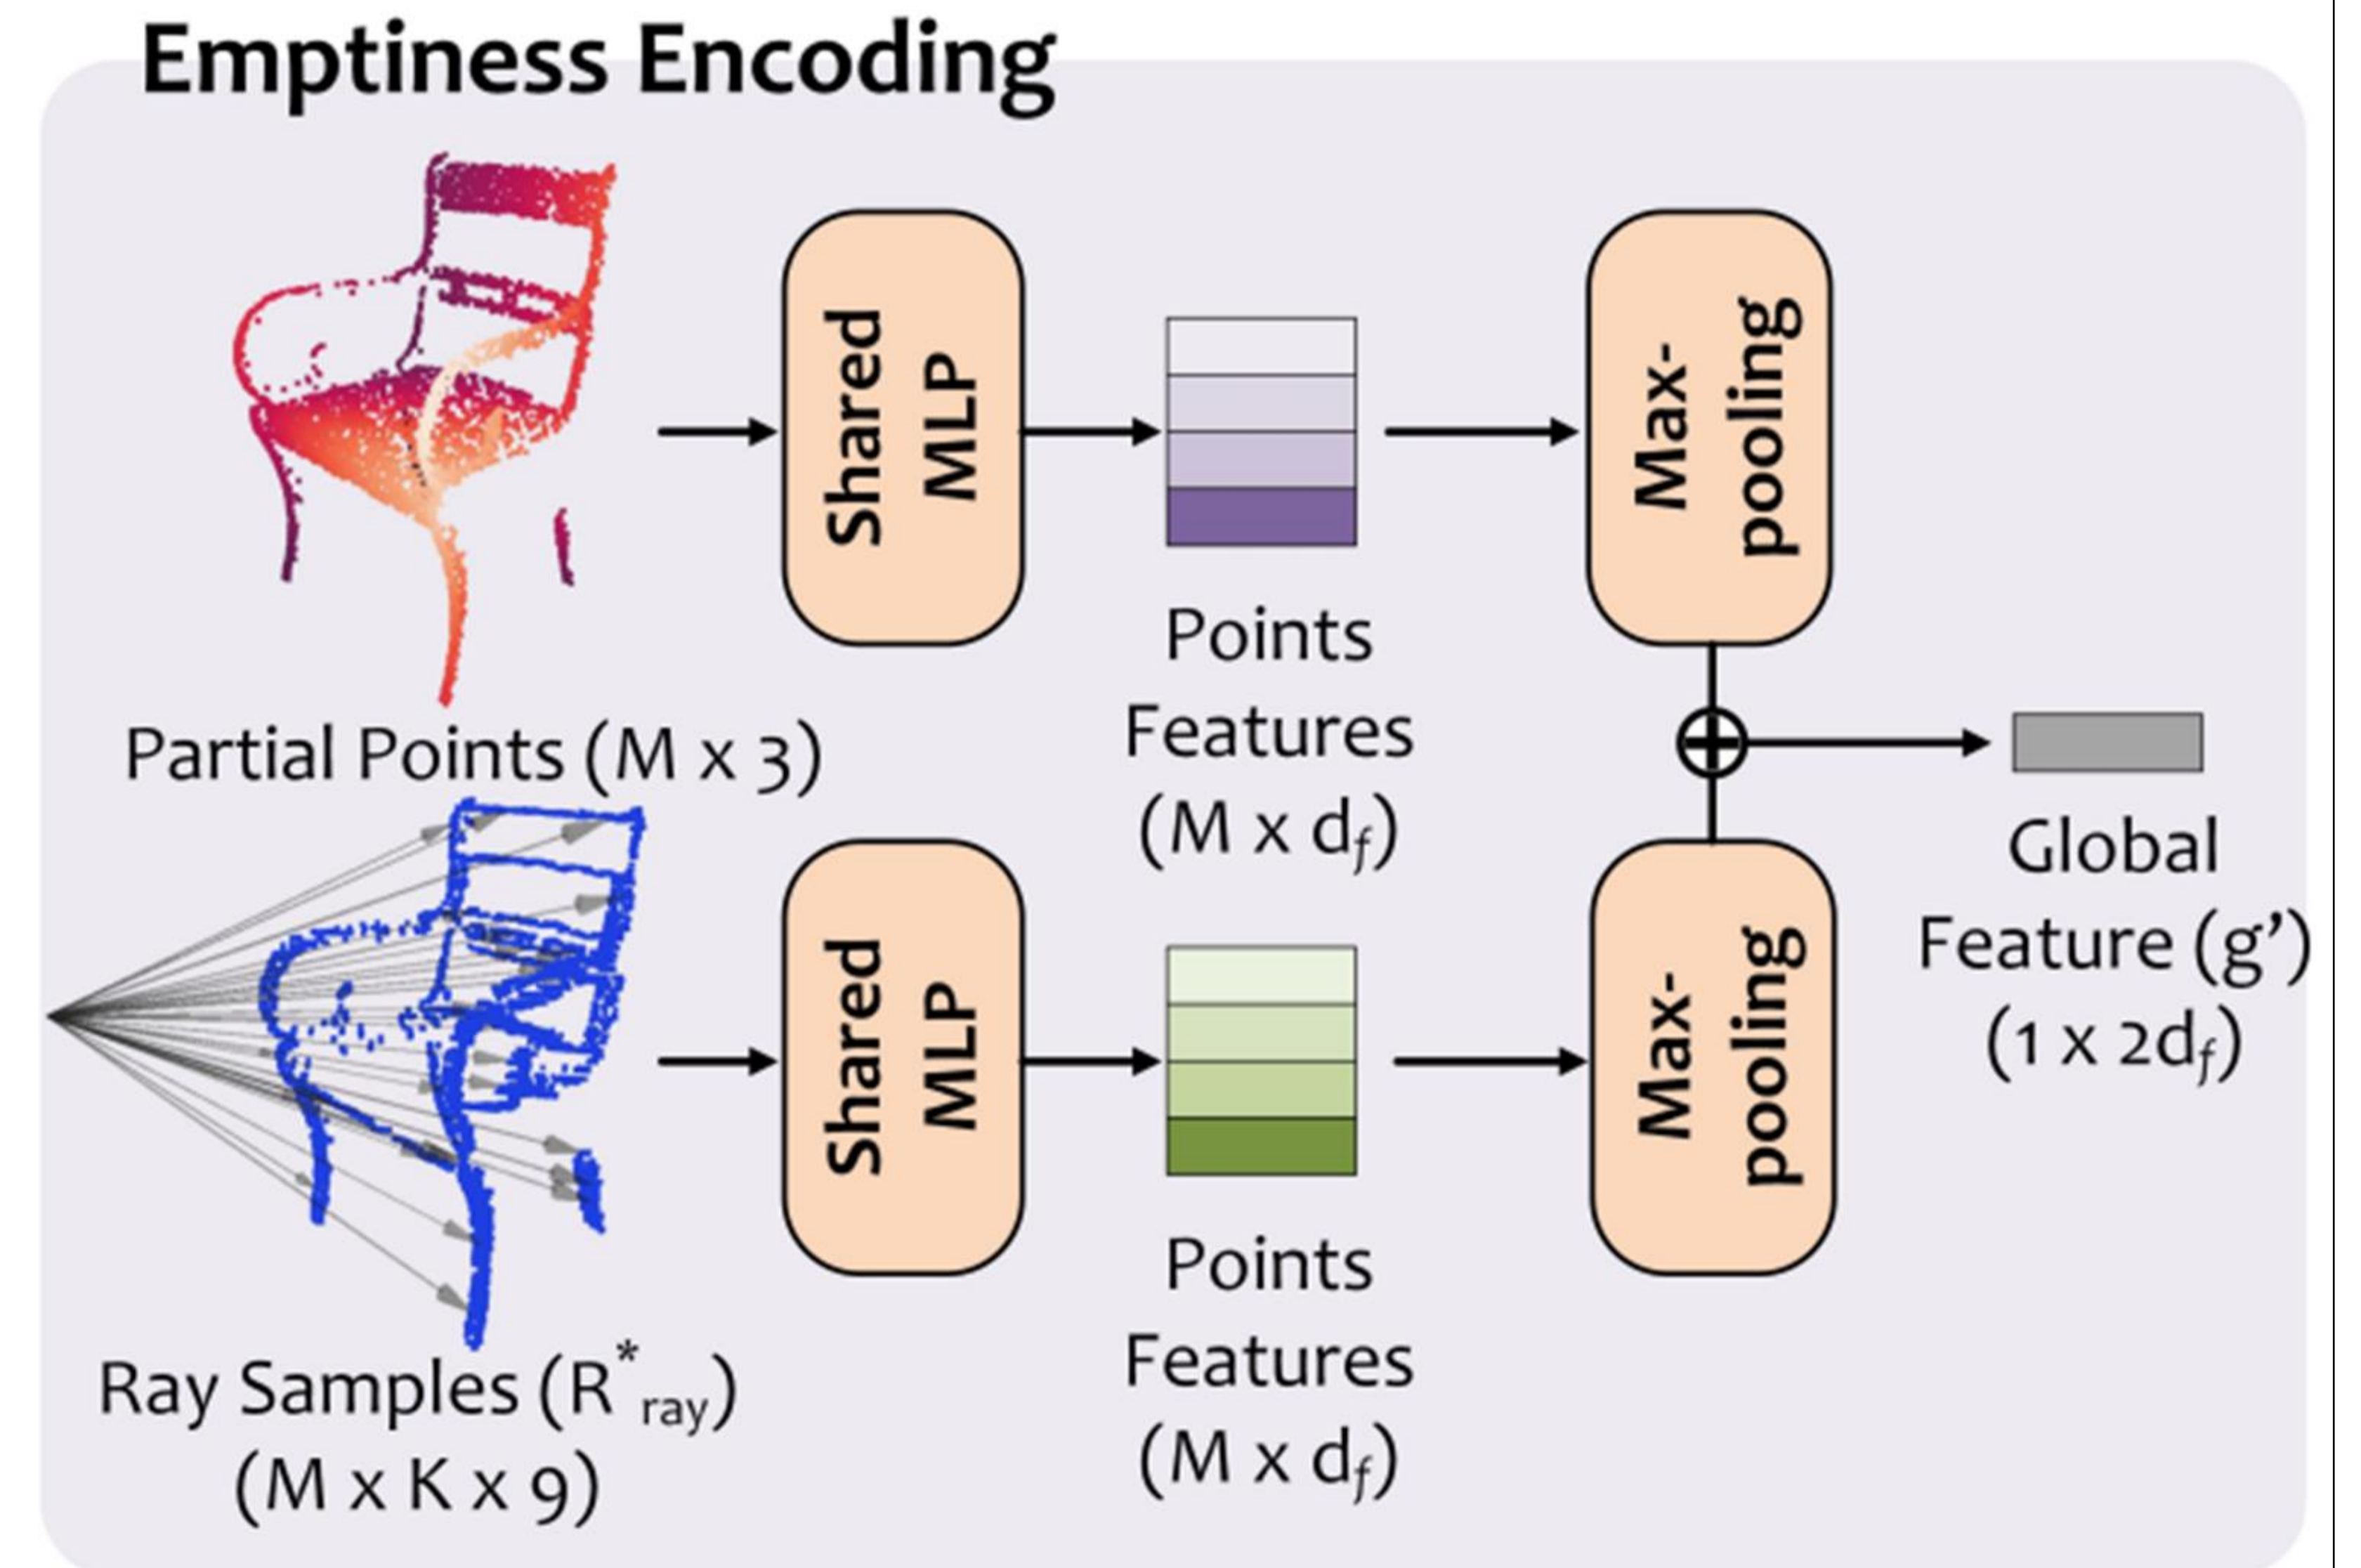 Emptiness Encoding
Shared
MLP
Max-
pooling
Points
Features
(M x d_f)
Partial Points (M x 3)
Shared
MLP
Max-
pooling
Global
Feature (g’)
(1 x 2d_f)
Points
Features
(M x d_f)
Ray Samples (R*_ray)
(M x K x 9)